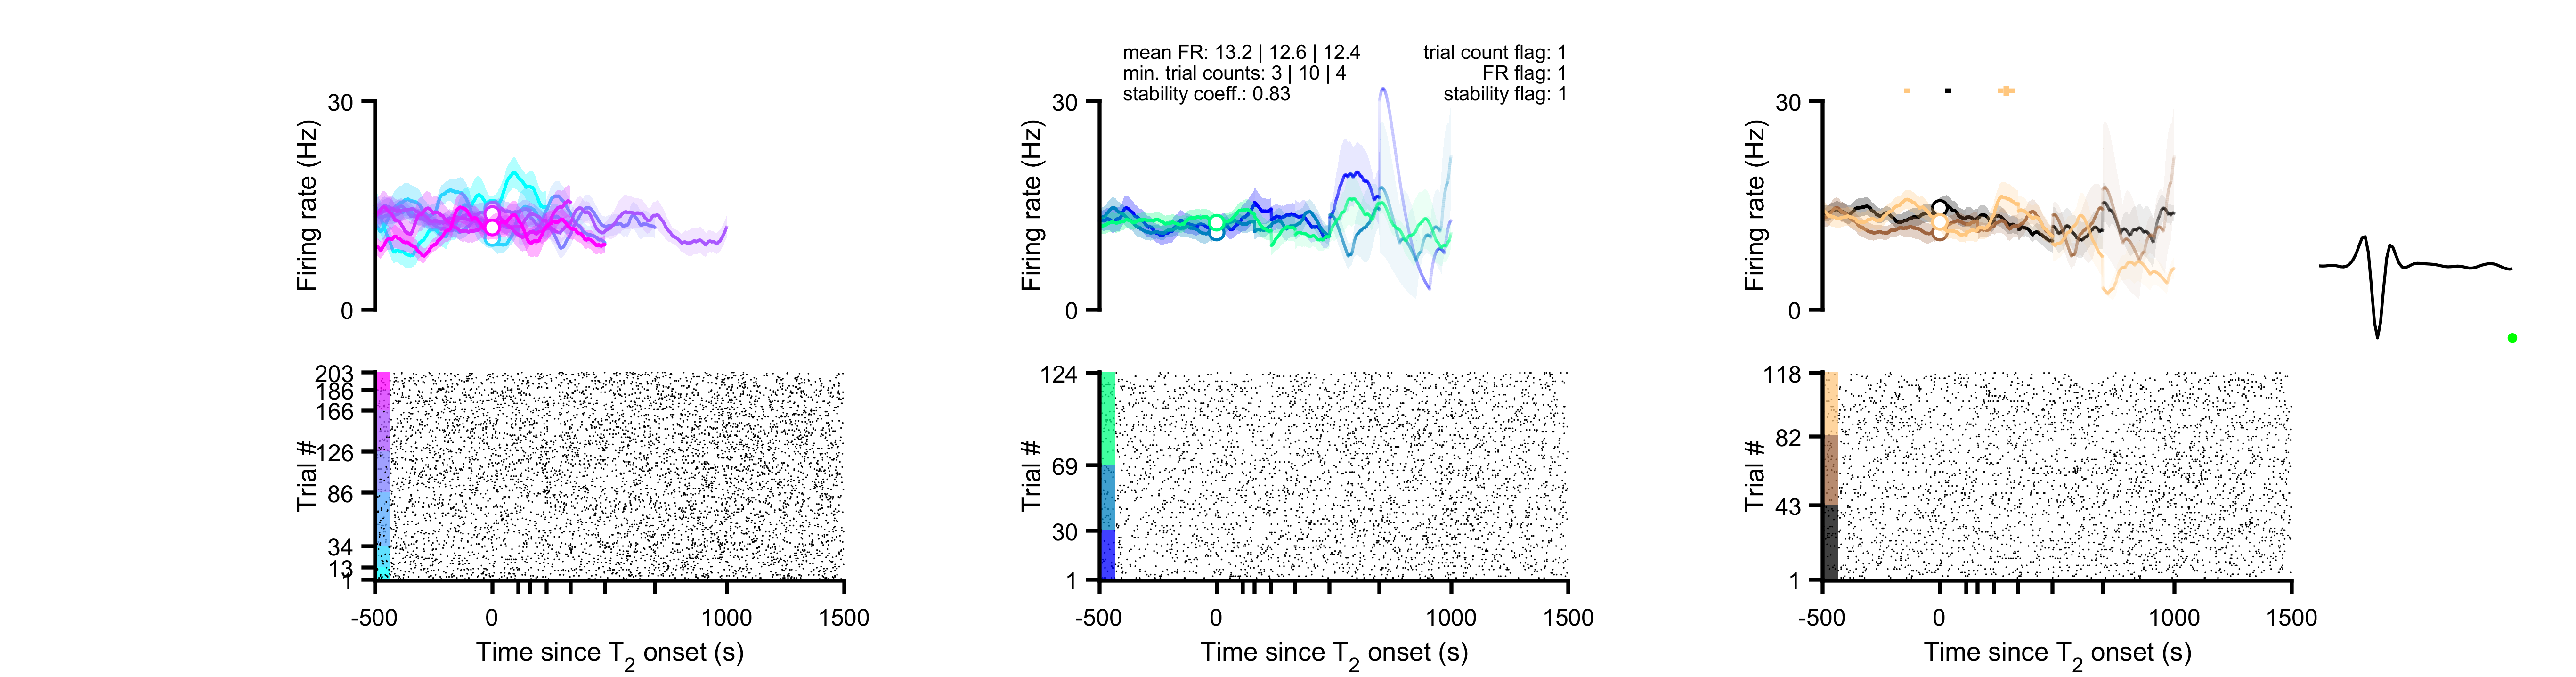 mean FR: 13.2 | 12.6 | 12.4
min. trial counts: 3 | 10 | 4
stability coeff.: 0.83
trial count flag: 1
FR flag: 1
stability flag: 1
30
Firing rate (Hz)
0
30
Firing rate (Hz)
0
30
Firing rate (Hz)
0
203
186
166
126
86
34
13
1
Trial #
-500 0 1000 1500
Time since T2 onset (s)
124
69
30
1
Trial #
-500 0 1000 1500
Time since T2 onset (s)
118
82
43
1
Trial #
-500 0 1000 1500
Time since T2 onset (s)